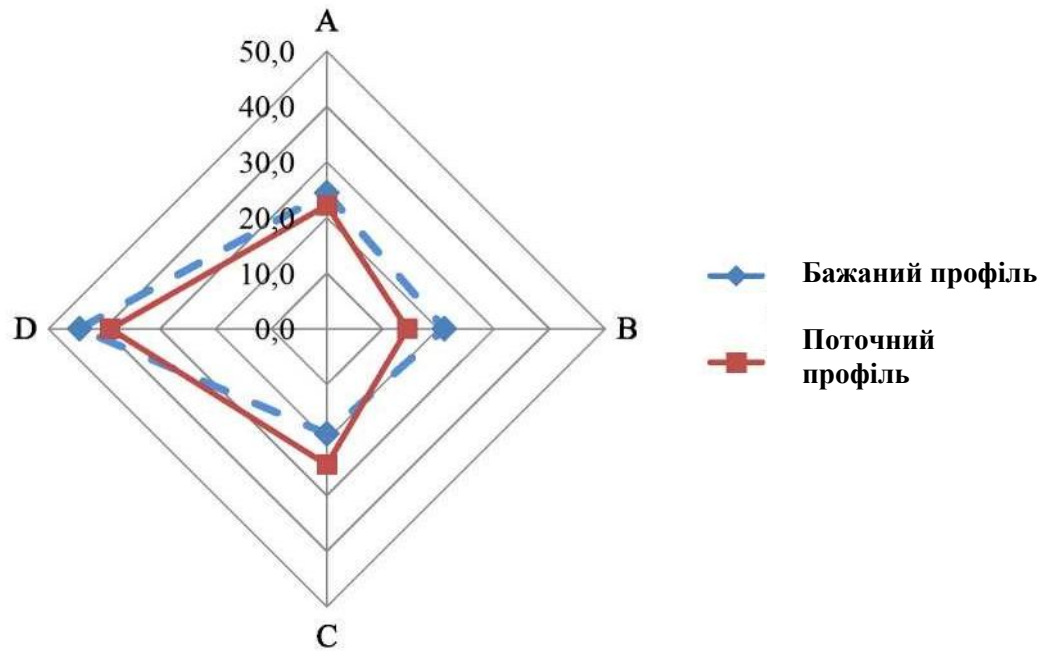 A
50,0
40,0
30,0
20,0
10,0
D
0,0
B
Бажаний профіль
Поточний
профіль
C